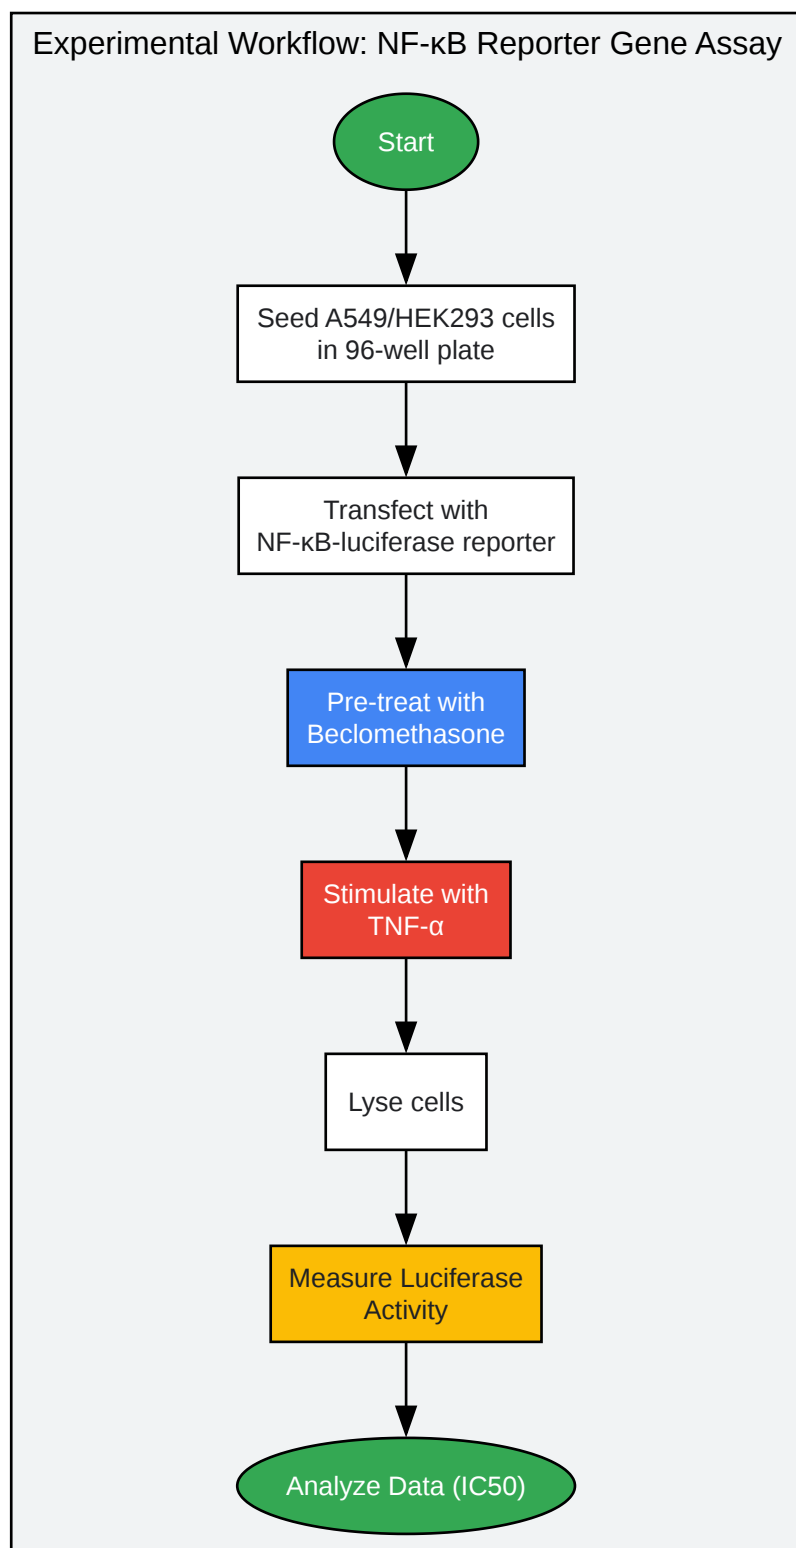 Experimental Workflow: NF-κB Reporter Gene Assay
Start
Seed A549/HEK293 cells
in 96-well plate
Transfect with
NF-κB-luciferase reporter
Pre-treat with
Beclomethasone
Stimulate with
TNF-α
Lyse cells
Measure Luciferase
Activity
Analyze Data (IC50)